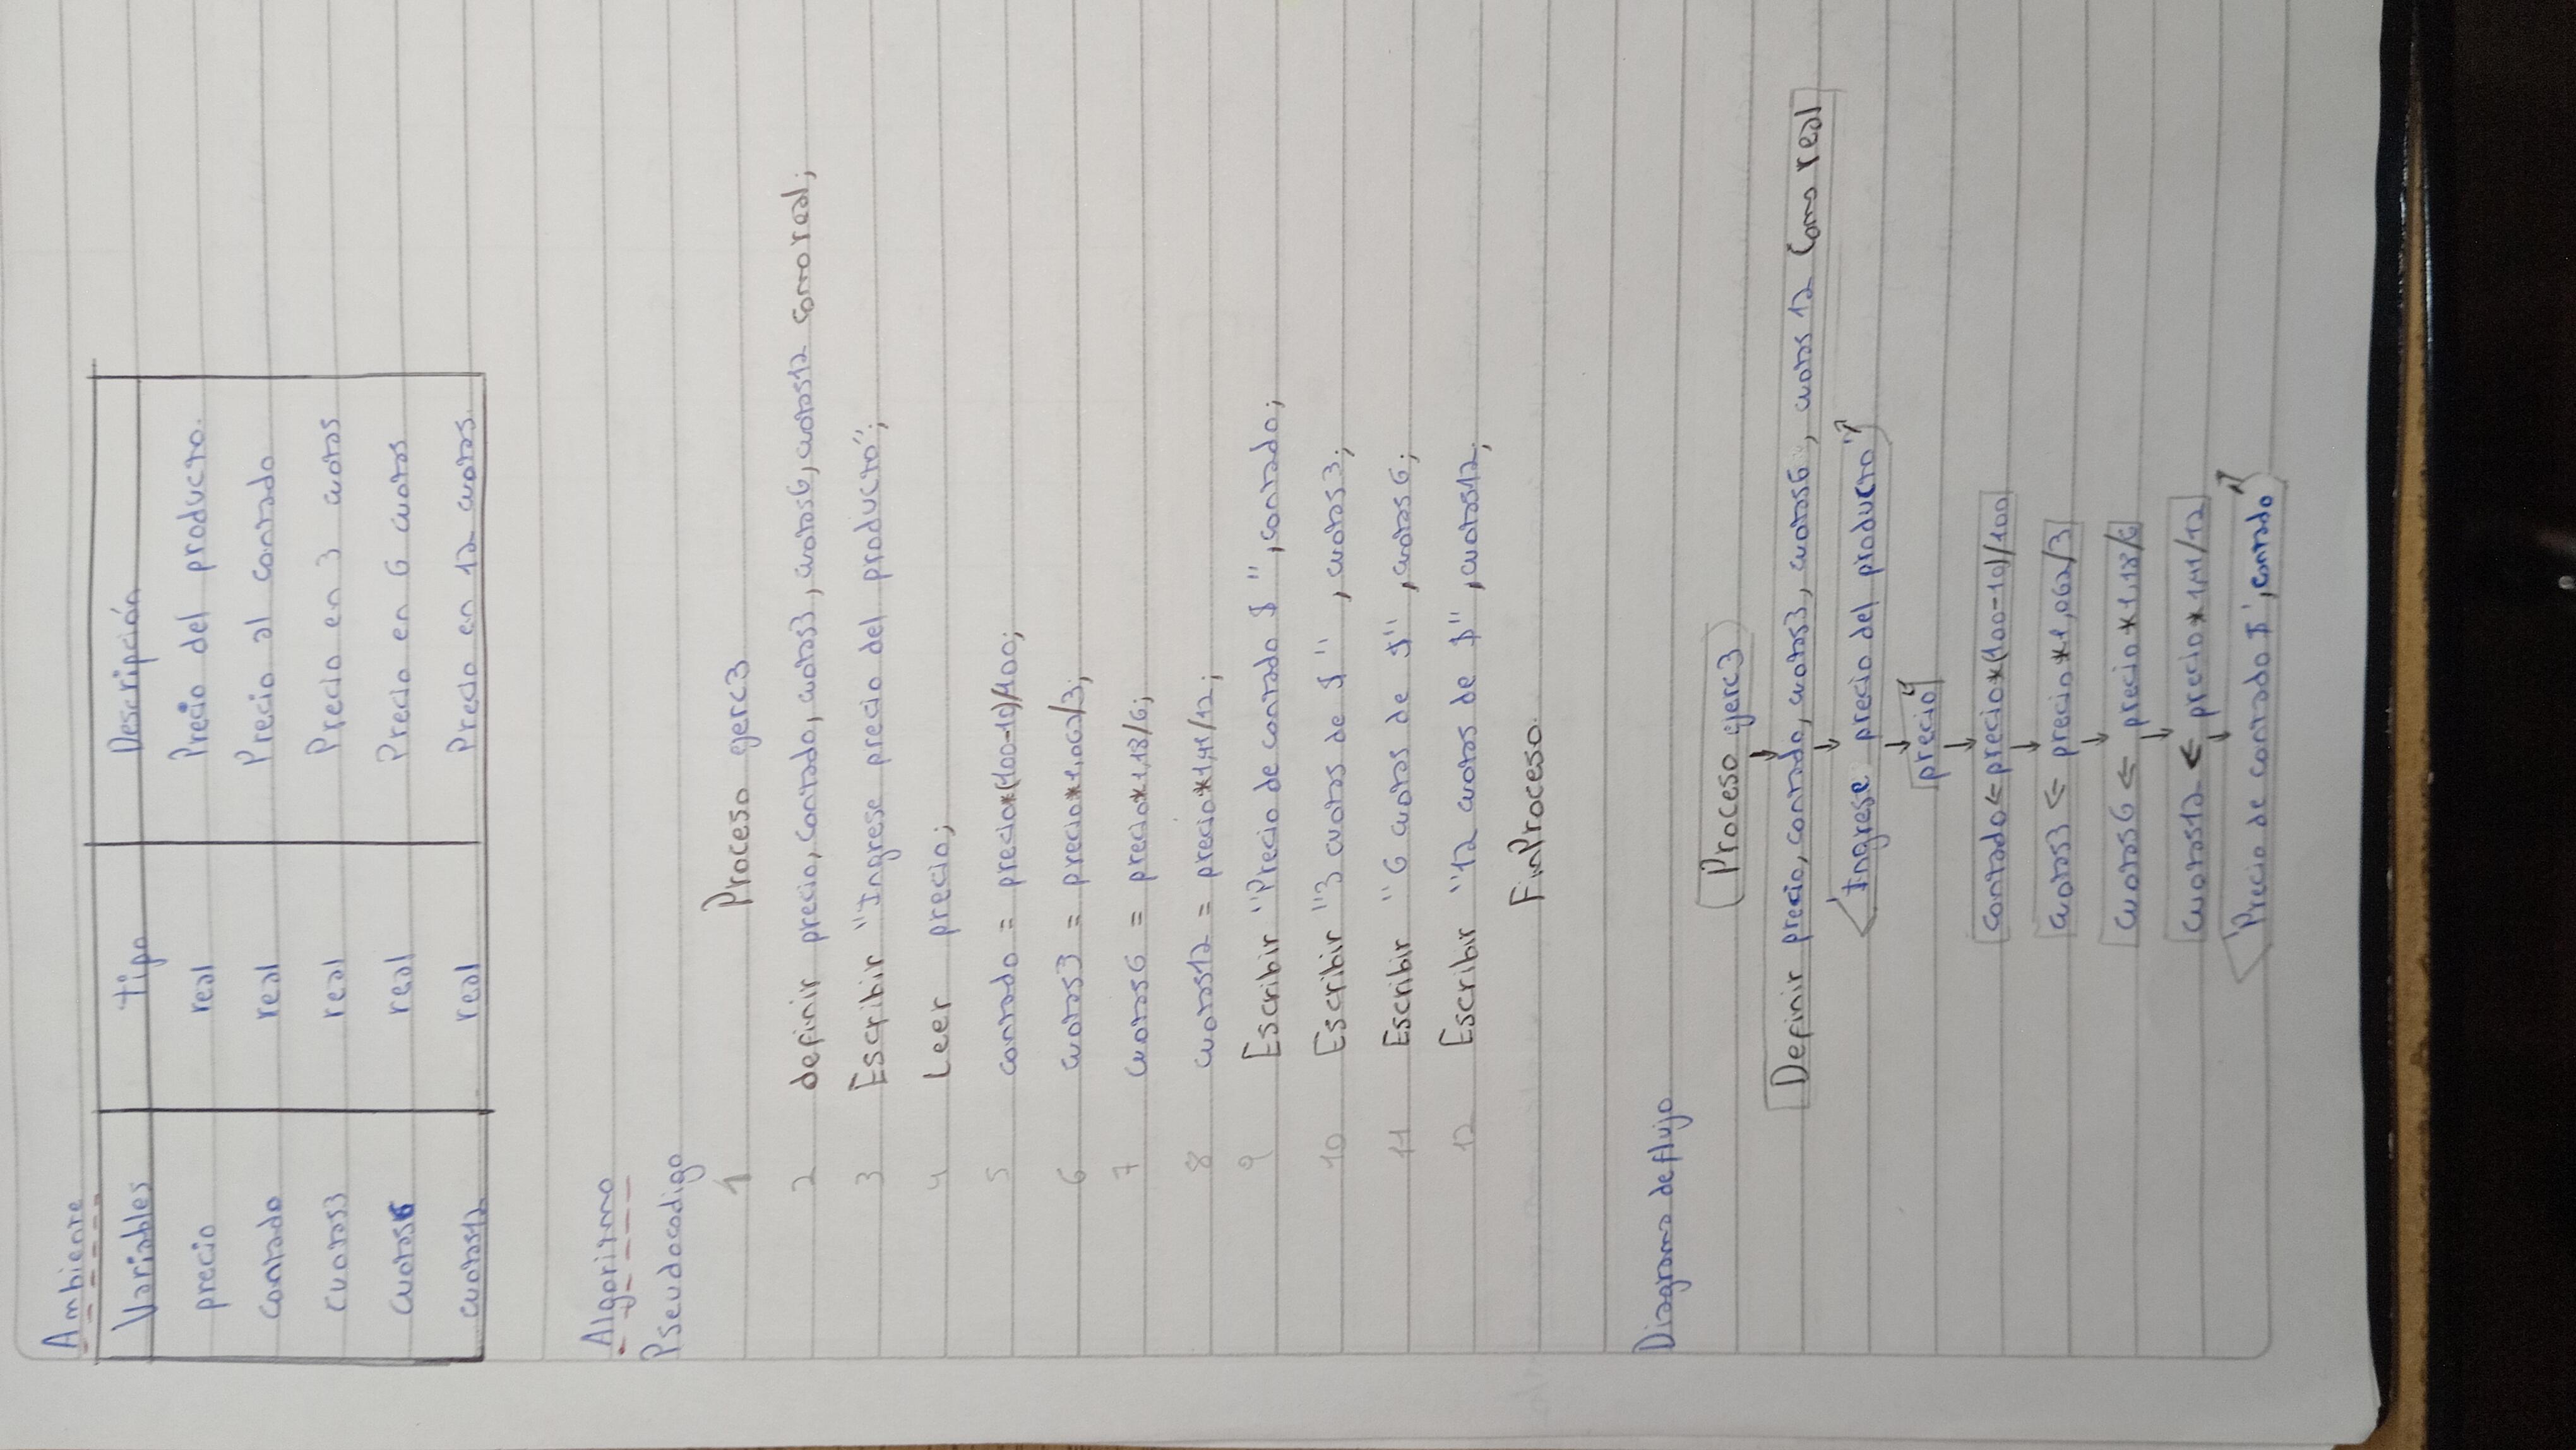 Ambiente
Variables tipo Descripción
precio real Precio del producto.
contado real Precio al contado
cuotas3 real Precio en 3 cuotas
cuotas6 real Precio en 6 cuotas
cuotas12 real Precio en 12 cuotas.
Algoritmo
Pseudocodigo
1 Proceso ejerc3
2 definir precio, contado, cuotas3, cuotas6, cuotas12 como real;
3 Escribir "Ingrese precio del producto";
4 Leer precio;
5 contado = precio*(100-10)/100;
6 cuotas3 = precio*1,062/3;
7 cuotas6 = precio*1,18/6;
8 cuotas12 = precio*1,41/12;
9 Escribir "Precio de contado $ ", contado;
10 Escribir "3 cuotas de $ ", cuotas3;
11 Escribir "6 cuotas de $", cuotas6;
12 Escribir "12 cuotas de $", cuotas12;
FinProceso.
Diagrama de flujo
Proceso ejerc3
Definir precio, contado, cuotas3, cuotas6, cuotas 12 Como real
'Ingrese precio del producto'
precio
contado ← precio*(100-10)/100
cuotas3 ← precio*1,062/3
cuotas6 ← precio*1,18/6
cuotas12 ← precio*1,41/12
'Precio de contado $', contado